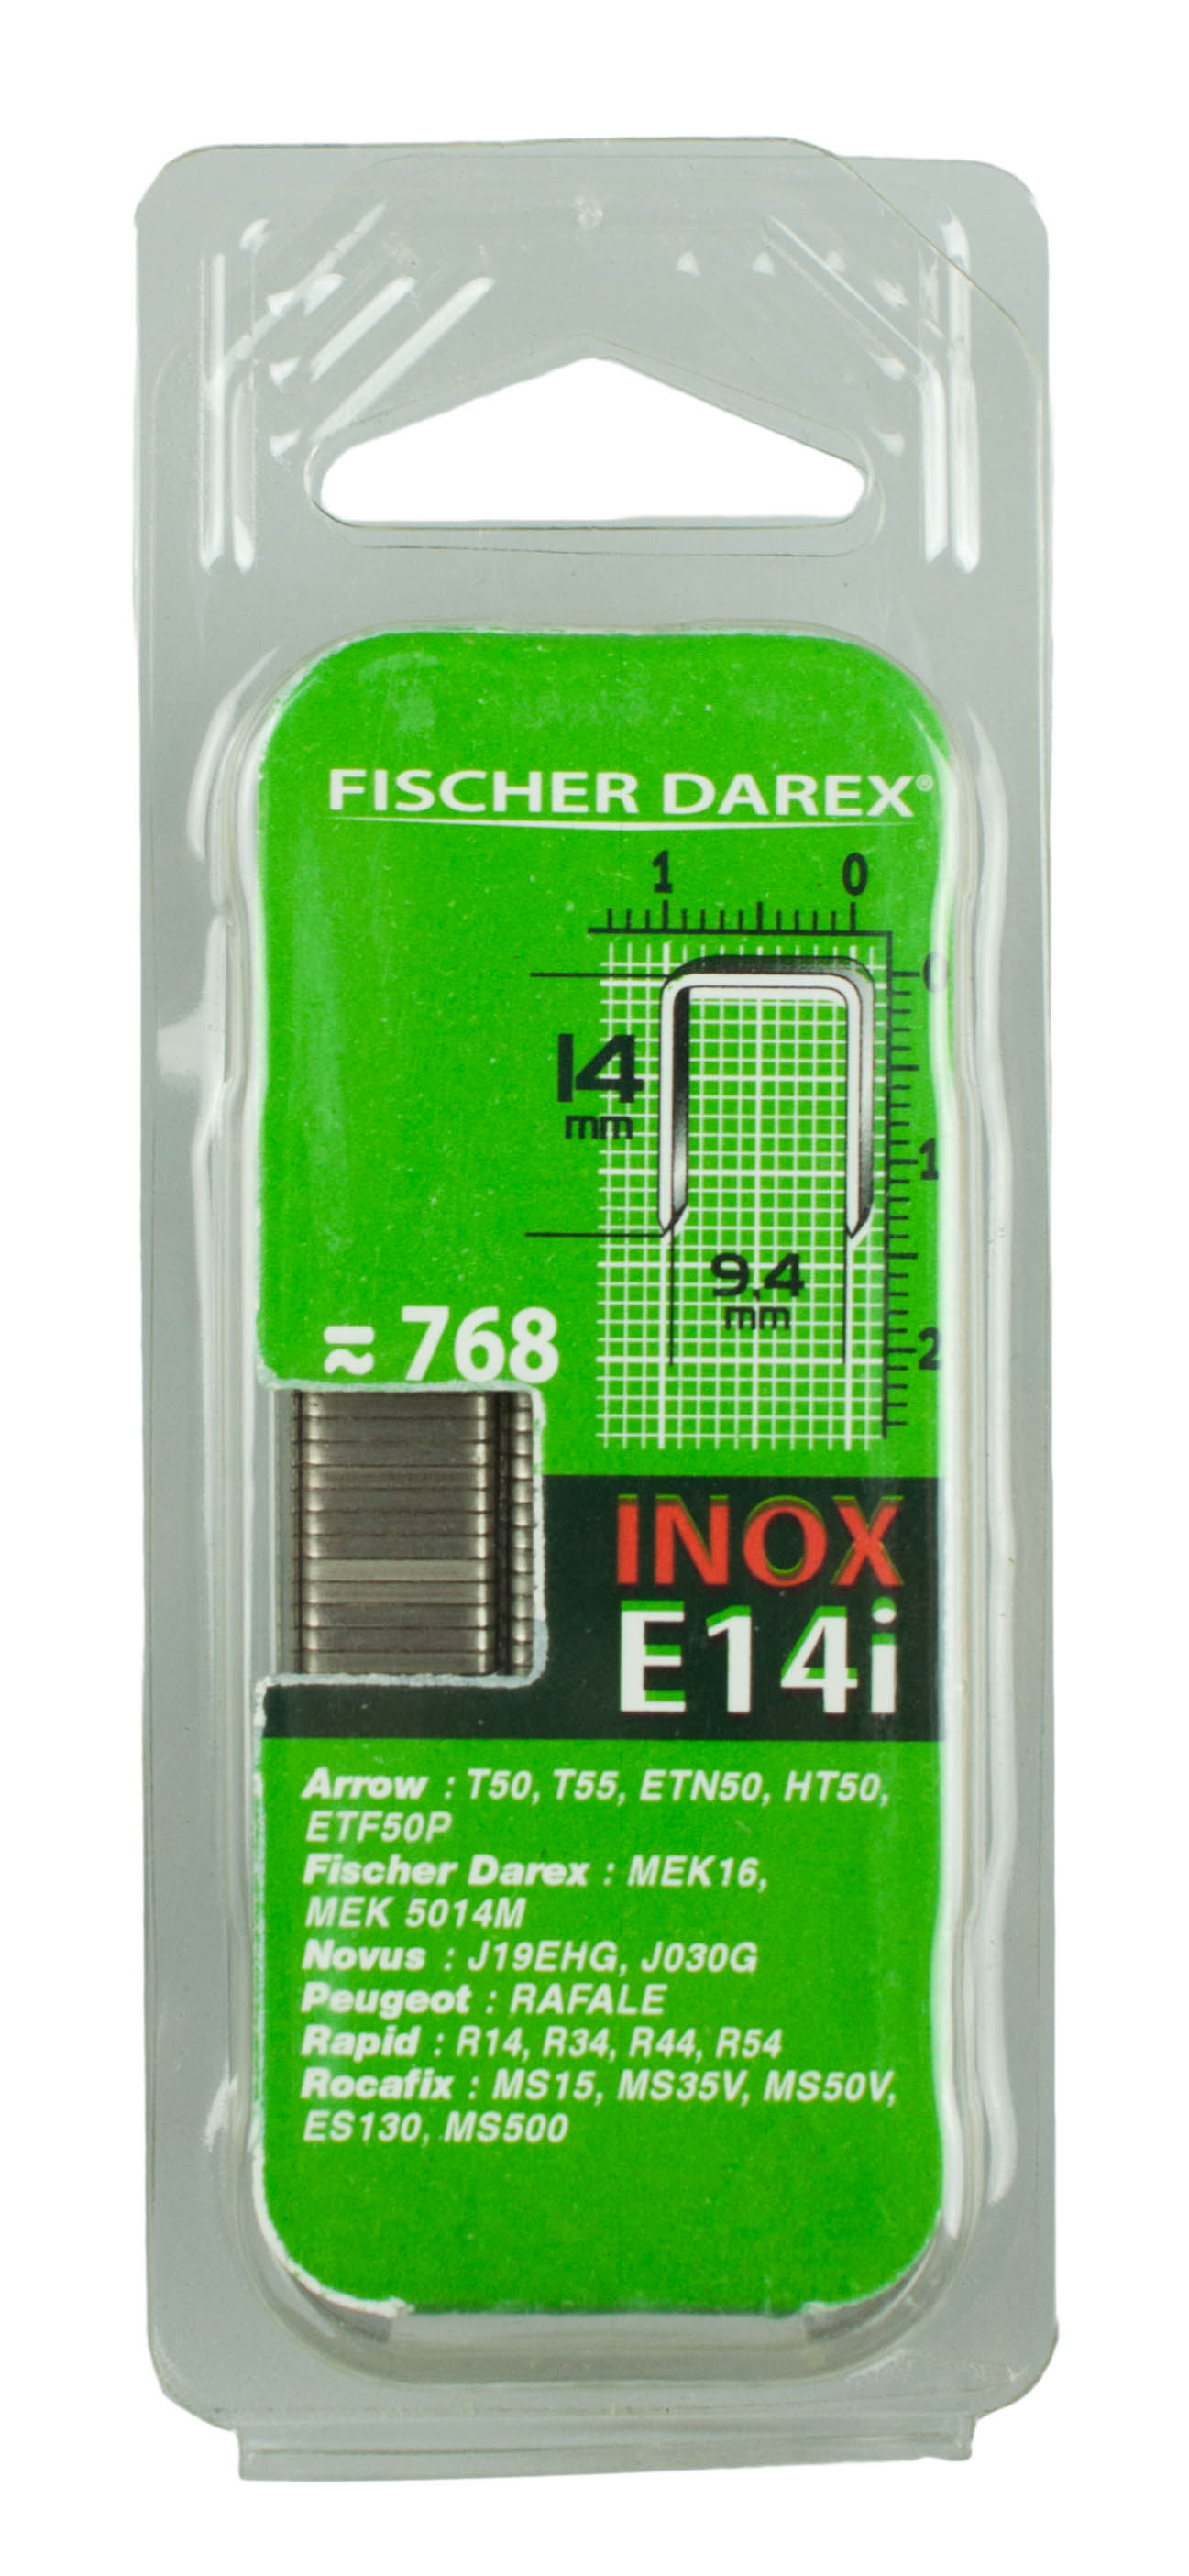 FISCHER DAREX®
1 0
0
14
mm
1
9,4
mm
2
≈ 768
INOX
E14i
Arrow : T50, T55, ETN50, HT50,
ETF50P
Fischer Darex : MEK16,
MEK 5014M
Novus : J19EHG, J030G
Peugeot : RAFALE
Rapid : R14, R34, R44, R54
Rocafix : MS15, MS35V, MS50V,
ES130, MS500